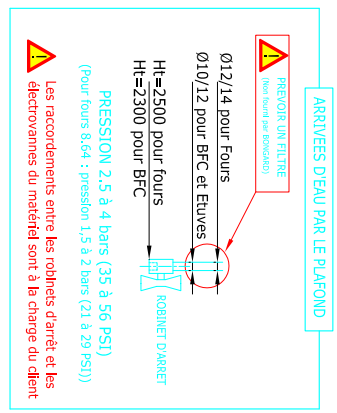 ARRIVEES D'EAU PAR LE PLAFOND
PREVOIR UN FILTRE
(Non fourni par BONGARD)
Ø12/14 pour Fours
Ø10/12 pour BFC et Etuves
Ht=2500 pour fours
Ht=2300 pour BFC
ROBINET D'ARRET
PRESSION 2.5 à 4 bars (35 à 56 PSI)
(Pour fours 8.64 : pression 1,5 à 2 bars (21 à 29 PSI))
Les raccordements entre les robinets d'arrêt et les
électrovannes du matériel sont à la charge du client